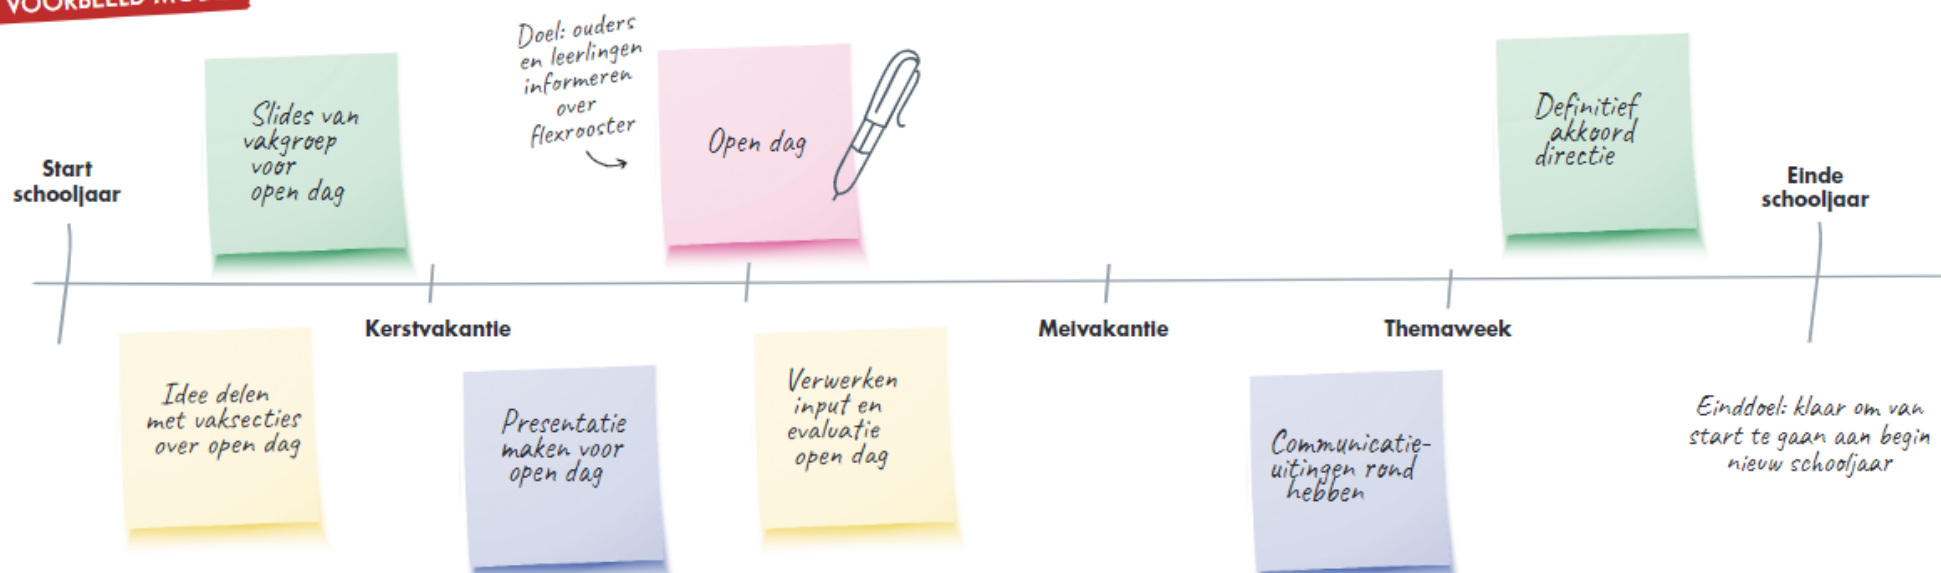 VOORBEELD
Start
schooljaar
Slides van
vakgroep
voor
open dag
Doel: ouders
en leerlingen
informeren
over
flexrooster
Open dag
Definitief
akkoord
directie
Einde
schooljaar
Kerstvakantie
Meivakantie
Themaweek
Idee delen
met vaksecties
over open dag
Presentatie
maken voor
open dag
Verwerken
input en
evaluatie
open dag
Communicatie-
uitingen rond
hebben
Einddoel: klaar om van
start te gaan aan begin
nieuw schooljaar